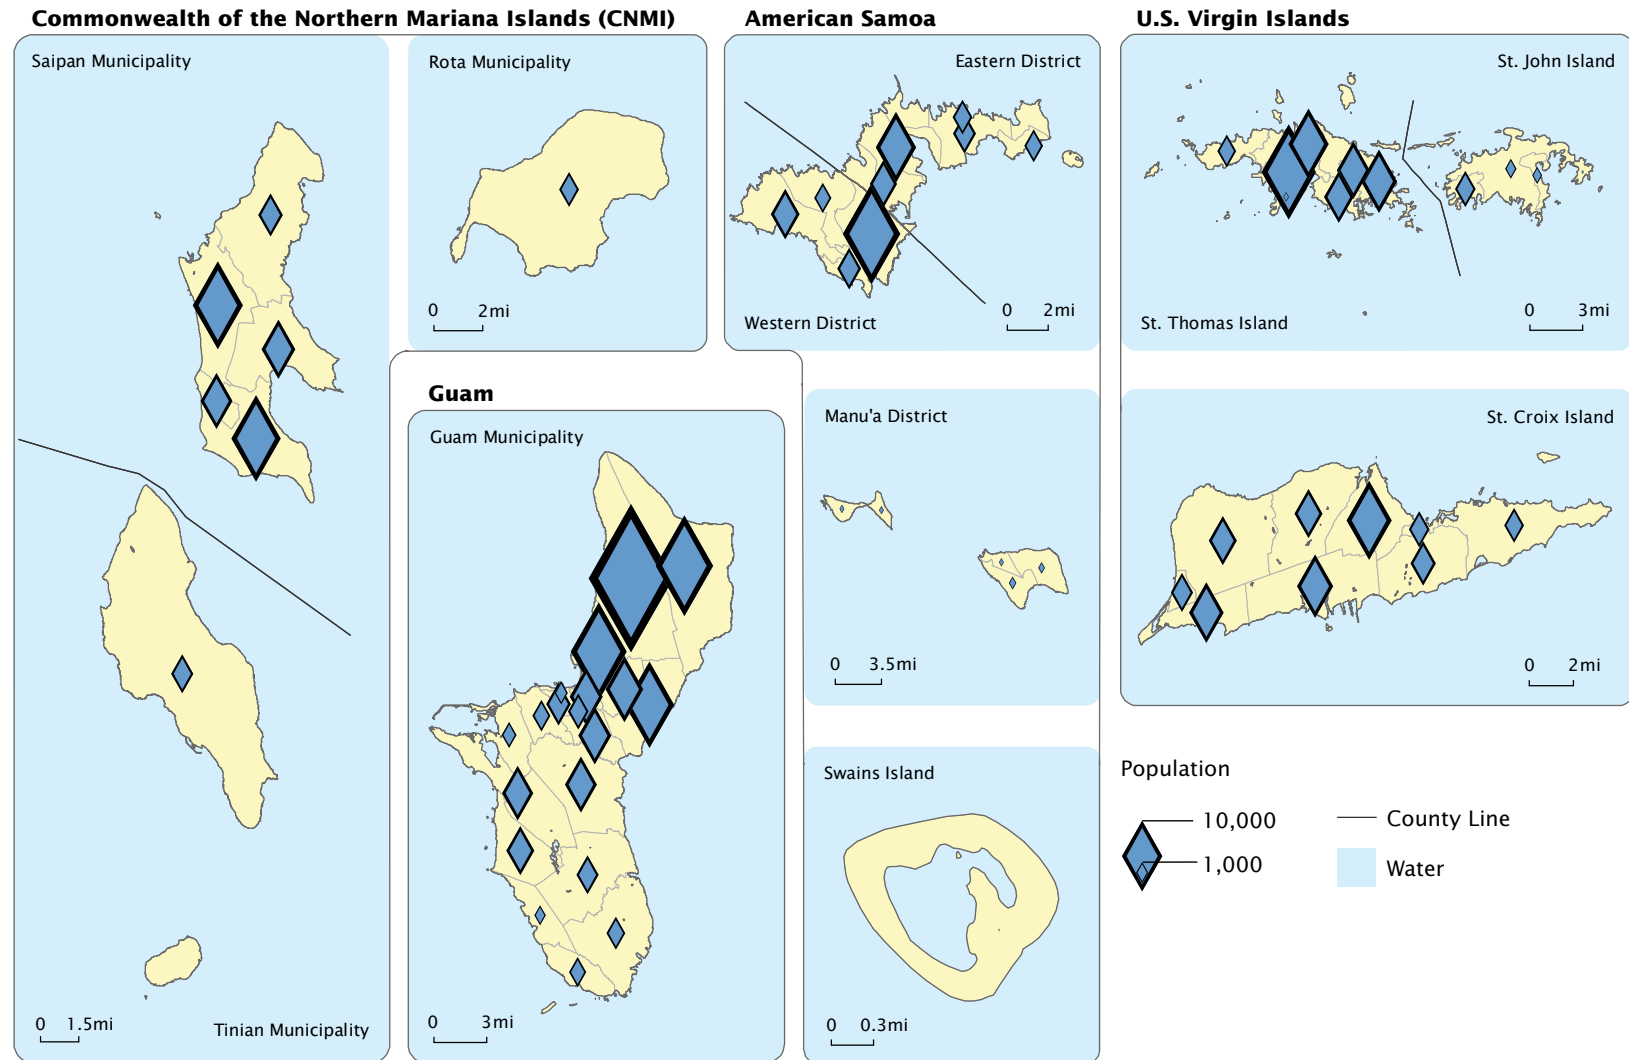 Commonwealth of the Northern Mariana Islands (CNMI)
Saipan Municipality
Rota Municipality
0 2mi
0 1.5mi
Tinian Municipality
Guam
Guam Municipality
0 3mi
American Samoa
Eastern District
Western District
0 2mi
Manu'a District
0 3.5mi
Swains Island
0 0.3mi
U.S. Virgin Islands
St. John Island
St. Thomas Island
0 3mi
St. Croix Island
0 2mi
Population
10,000
1,000
County Line
Water